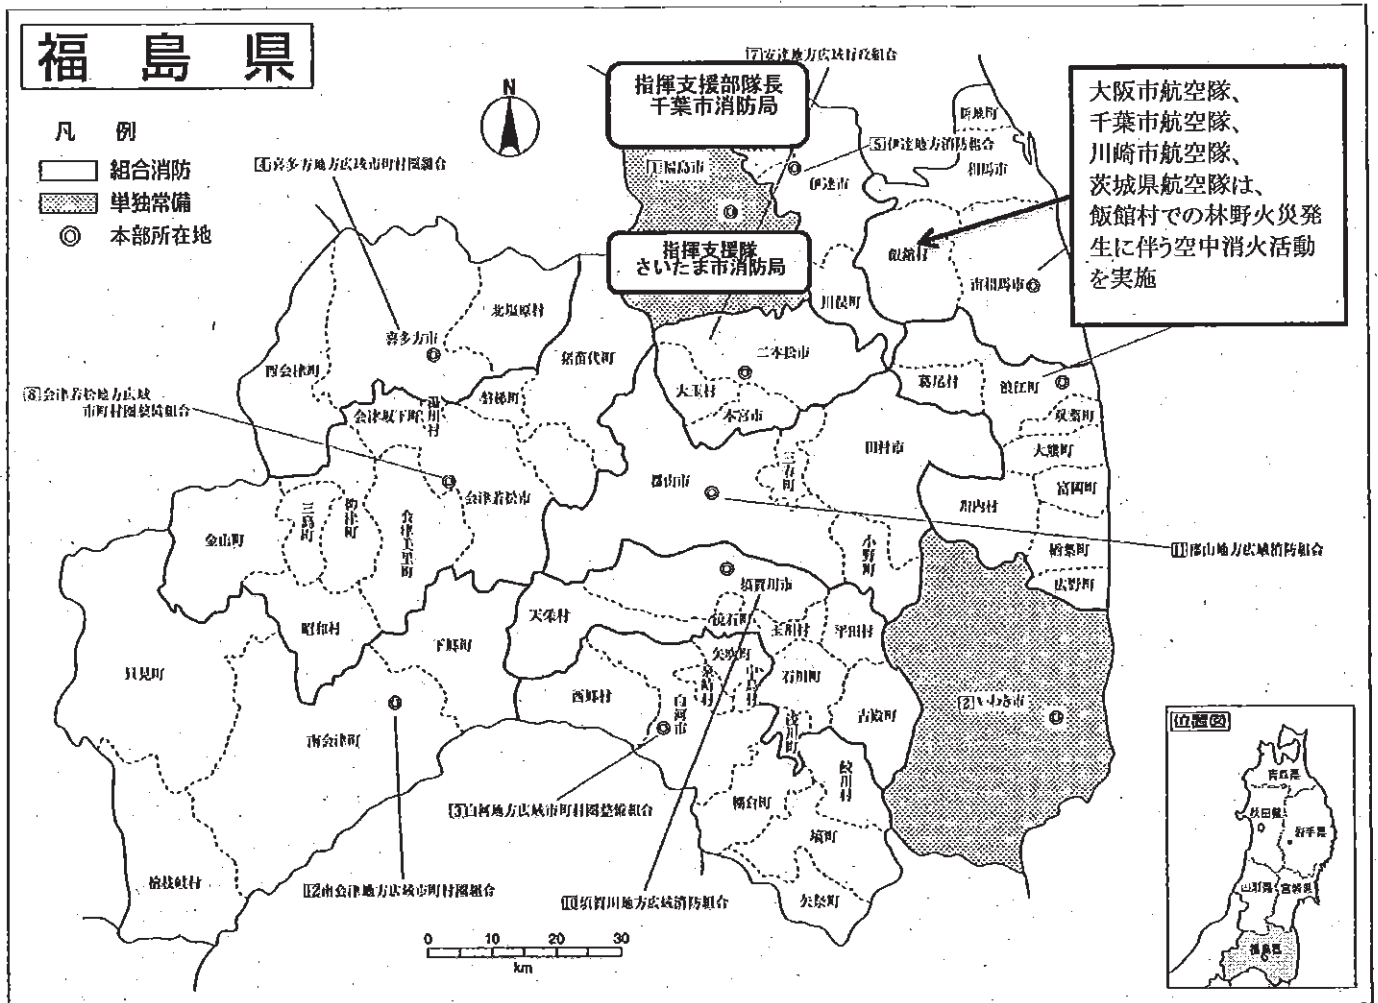 福島県
凡 例
組合消防
単独常備
本部所在地
N
指揮支援部隊長
千葉市消防局
指揮支援隊
さいたま市消防局
大阪市航空隊、
千葉市航空隊、
川崎市航空隊、
茨城県航空隊は、
飯館村での林野火災発
生に伴う空中消火活動
を実施
4喜多方地方広域市町村圏組合
5伊達地方消防組合
1福島市
伊達市
相馬市
飯舘村
南相馬市
川俣町
北塩原村
喜多方市
西会津町
猪苗代町
磐梯町
二本松市
大玉村
本宮市
葛尾村
浪江町
双葉町
大熊町
富岡町
川内村
楢葉町
広野町
8会津若松地方広域
市町村圏整備組合
会津坂下町
湯川村
会津若松市
郡山市
三春町
田村市
小野町
11郡山地方広域消防組合
金山町
三島町
柳津町
会津美里町
昭和村
只見町
下郷町
南会津町
檜枝岐村
天栄村
須賀川市
鏡石町
玉川村
平田村
矢吹町
泉崎村
中島村
石川町
西郷村
白河市
浅川町
古殿町
2いわき市
棚倉町
鮫川村
塙町
矢祭町
3白河地方広域市町村圏整備組合
12南会津地方広域市町村圏組合
10須賀川地方広域消防組合
0 10 20 30
km
位置図
青森県
秋田県
岩手県
山形県
宮城県
福島県